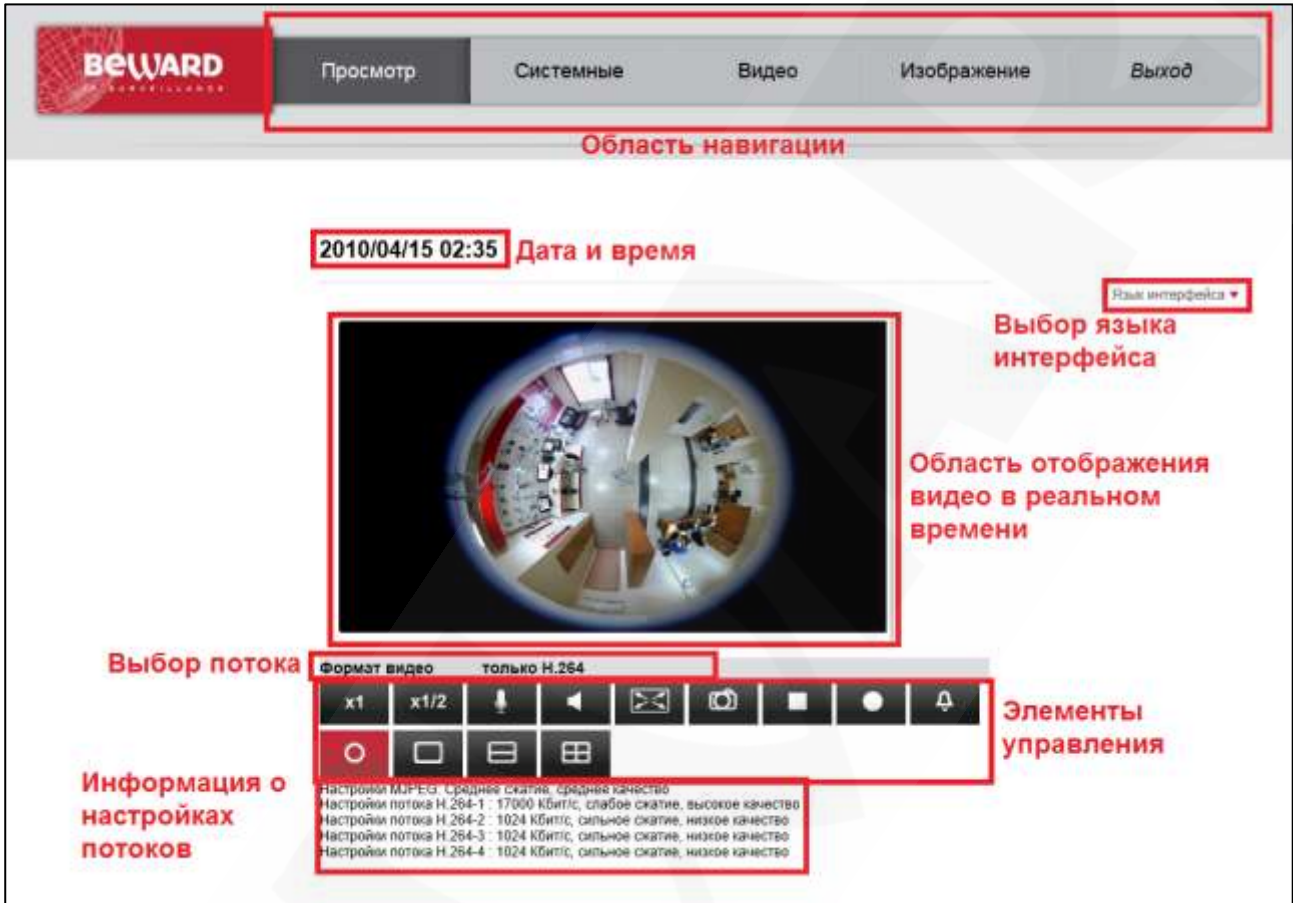 BEWARD
Просмотр
Системные
Видео
Изображение
Выход
Область навигации
2010/04/15 02:35
Дата и время
Язык интерфейса
Выбор языка
интерфейса
Область отображения
видео в реальном
времени
Выбор потока
Формат видео только H.264
x1
x1/2
Элементы
управления
Информация о
настройках
потоков
Настройки MJPEG: Среднее сжатие, среднее качество
Настройки потока H.264-1 : 17000 Кбит/с, слабое сжатие, высокое качество
Настройки потока H.264-2 : 1024 Кбит/с, сильное сжатие, низкое качество
Настройки потока H.264-3 : 1024 Кбит/с, сильное сжатие, низкое качество
Настройки потока H.264-4 : 1024 Кбит/с, сильное сжатие, низкое качество